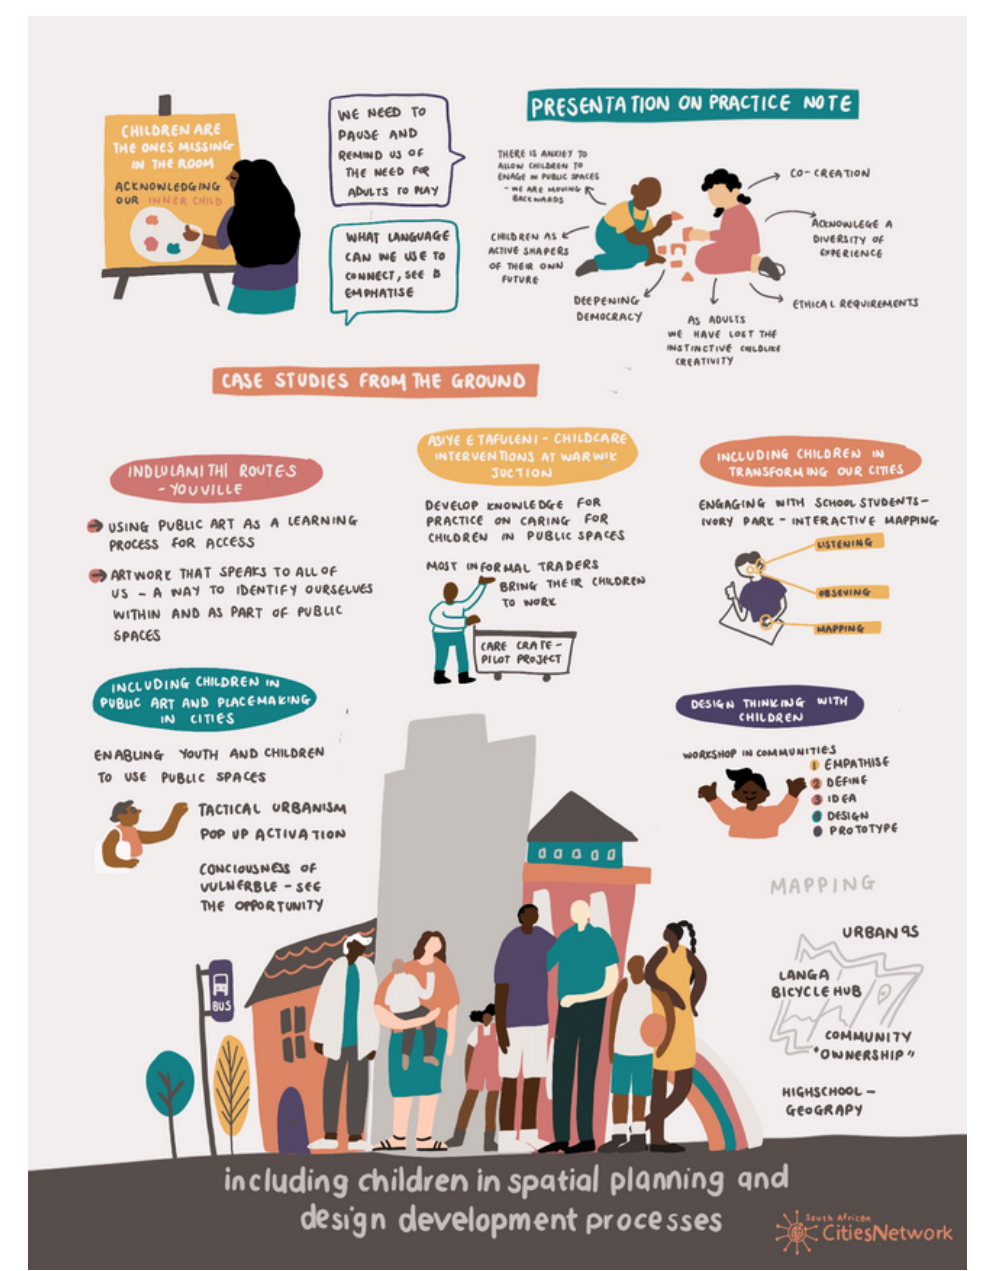 CHILDREN ARE
THE ONES MISSING
IN THE ROOM
ACKNOWLEDGING
OUR INNER CHILD
WE NEED TO
PAUSE AND
REMIND US OF
THE NEED FOR
ADULTS TO PLAY
WHAT LANGUAGE
CAN WE USE TO
CONNECT, SEE &
EMPHATISE
PRESENTATION ON PRACTICE NOTE
THERE IS ANXIETY TO
ALLOW CHILDREN TO
ENAGE IN PUBLIC SPACES
- WE ARE MOVING
BACKWARDS
CHILDREN AS
ACTIVE SHAPERS
OF THEIR OWN
FUTURE
DEEPENING
DEMOCRACY
AS ADULTS
WE HAVE LOST THE
INSTINCTIVE CHILDLIKE
CREATIVITY
CO-CREATION
ACKNOWLEGE A
DIVERSITY OF
EXPERIENCE
ETHICAL REQUIREMENTS
CASE STUDIES FROM THE GROUND
INDLULAMITHI ROUTES
- YOUVILLE
USING PUBLIC ART AS A LEARNING
PROCESS FOR ACCESS
ARTWORK THAT SPEAKS TO ALL OF
US - A WAY TO IDENTIFY OURSELVES
WITHIN AND AS PART OF PUBLIC
SPACES
ASIYE ETAFULENI - CHILDCARE
INTERVENTIONS AT WARWIK
JUCTION
DEVELOP KNOWLEDGE FOR
PRACTICE ON CARING FOR
CHILDREN IN PUBLIC SPACES
MOST INFORMAL TRADERS
BRING THEIR CHILDREN
TO WORK
CARE CRATE -
PILOT PROJECT
INCLUDING CHILDREN IN
TRANSFORMING OUR CITIES
ENGAGING WITH SCHOOL STUDENTS -
IVORY PARK - INTERACTIVE MAPPING
LISTENING
OBSEVING
MAPPING
INCLUDING CHILDREN IN
PUBLIC ART AND PLACEMAKING
IN CITIES
ENABLING YOUTH AND CHILDREN
TO USE PUBLIC SPACES
TACTICAL URBANISM
POP UP ACTIVATION
CONCIOUSNESS OF
VULNERBLE - SEE
THE OPPORTUNITY
DESIGN THINKING WITH
CHILDREN
WORKSHOP IN COMMUNITIES
1 EMPATHISE
2 DEFINE
3 IDEA
4 DESIGN
PROTOTYPE
MAPPING
URBAN 95
LANGA
BICYCLE HUB
COMMUNITY
"OWNERSHIP"
HIGHSCHOOL -
GEOGRAPY
BUS
including children in spatial planning and
design development processes
South African
CitiesNetwork